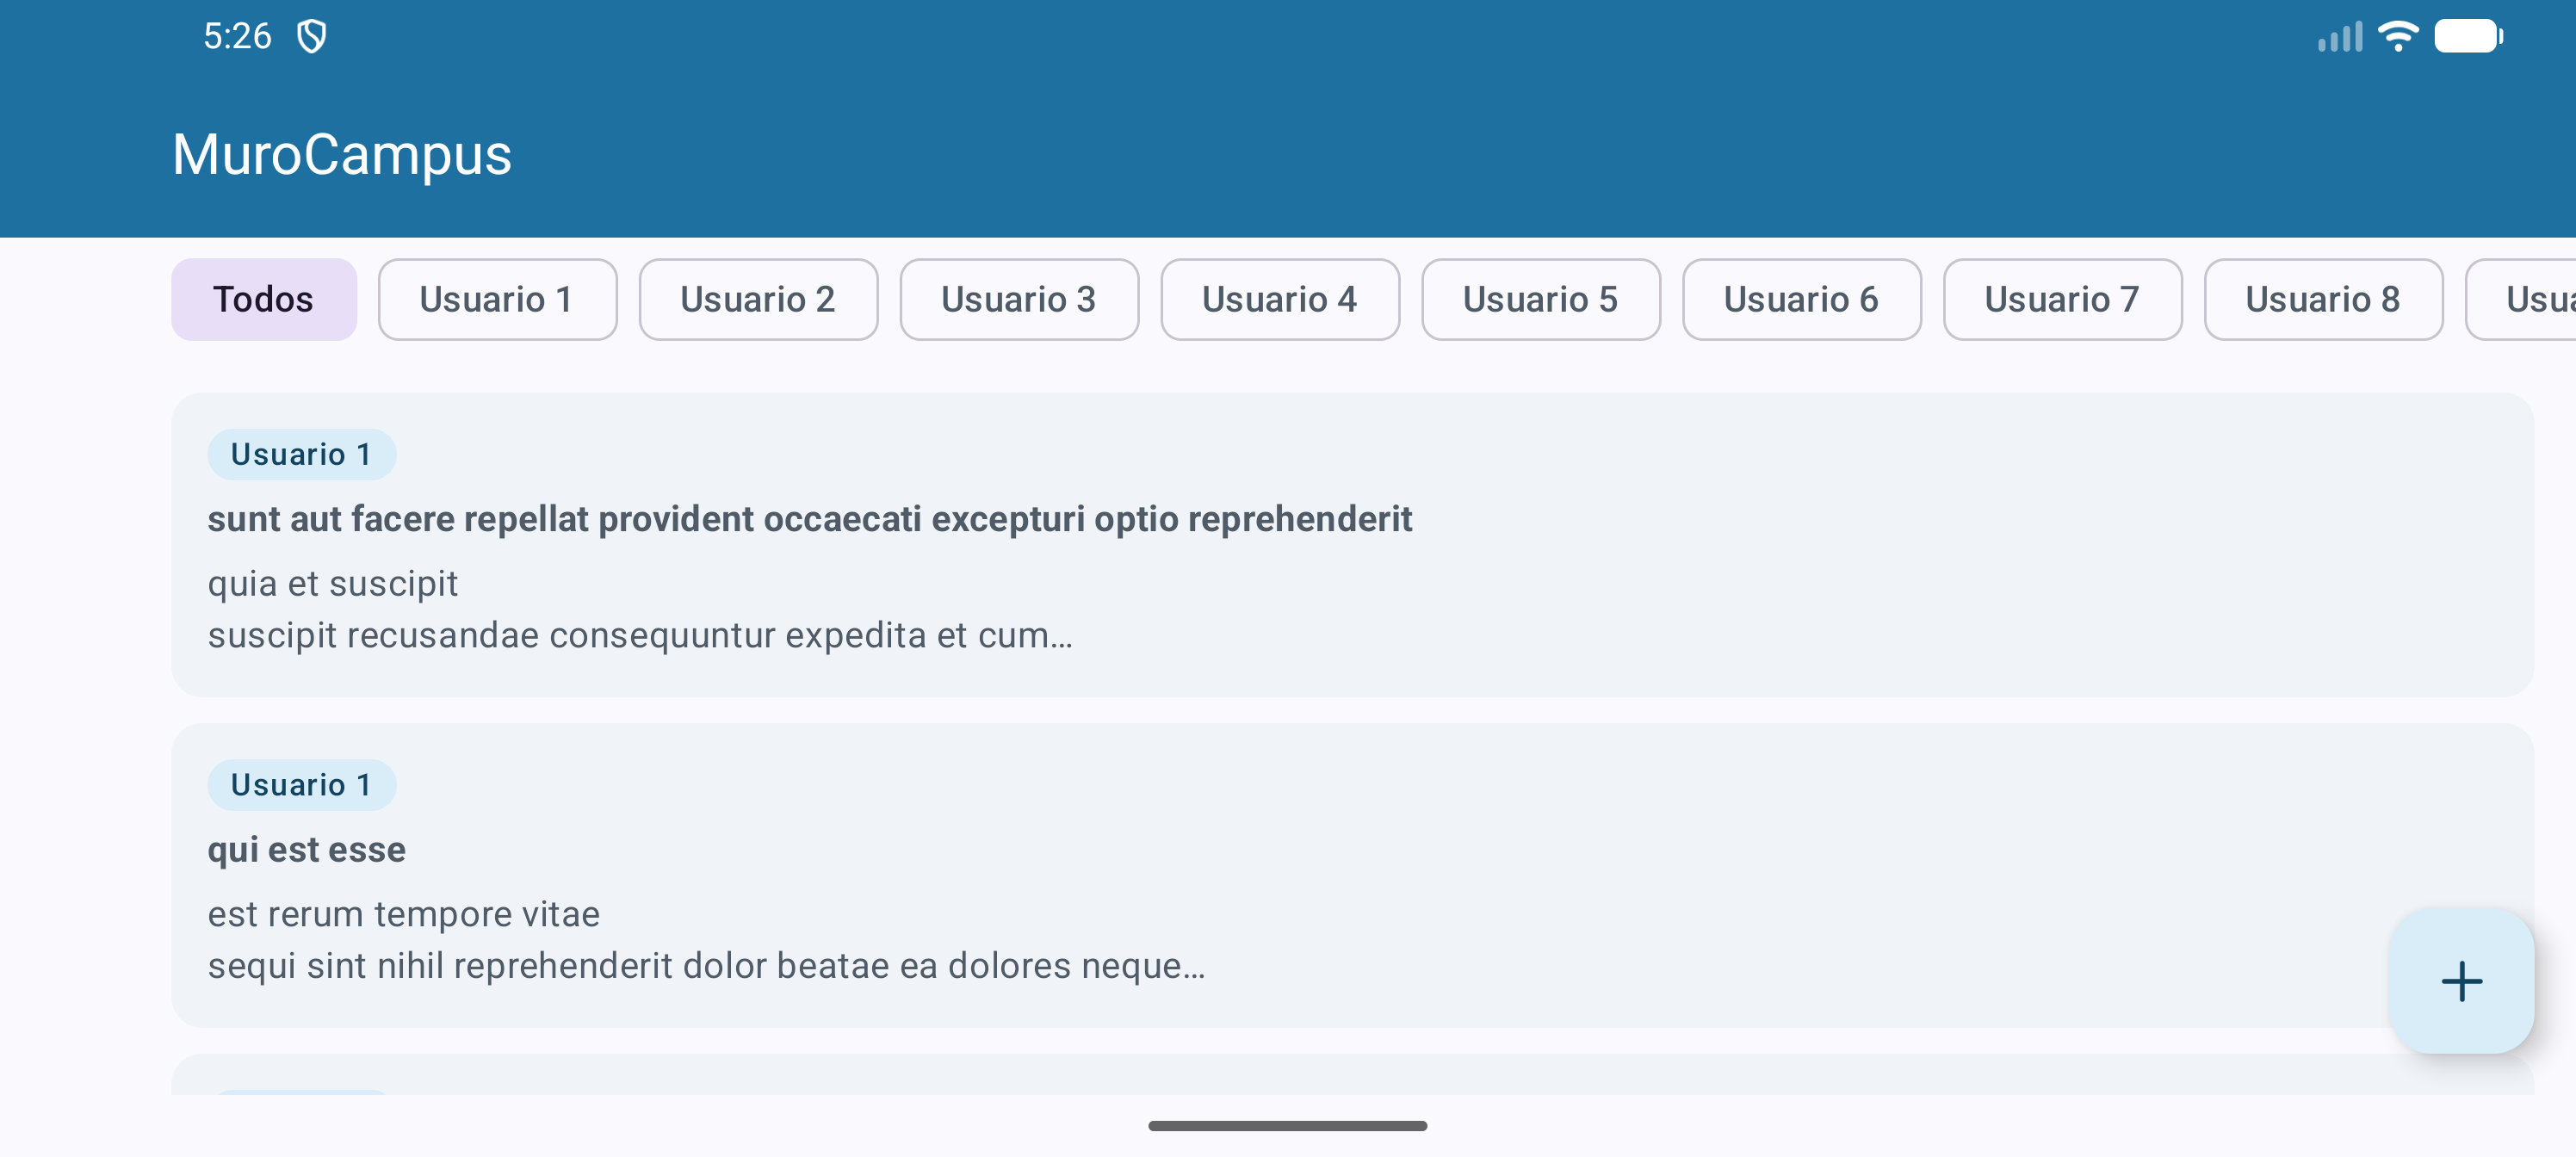 5:26
MuroCampus
Todos
Usuario 1
Usuario 2
Usuario 3
Usuario 4
Usuario 5
Usuario 6
Usuario 7
Usuario 8
Usua
Usuario 1
sunt aut facere repellat provident occaecati excepturi optio reprehenderit
quia et suscipit
suscipit recusandae consequuntur expedita et cum…
Usuario 1
qui est esse
est rerum tempore vitae
sequi sint nihil reprehenderit dolor beatae ea dolores neque…